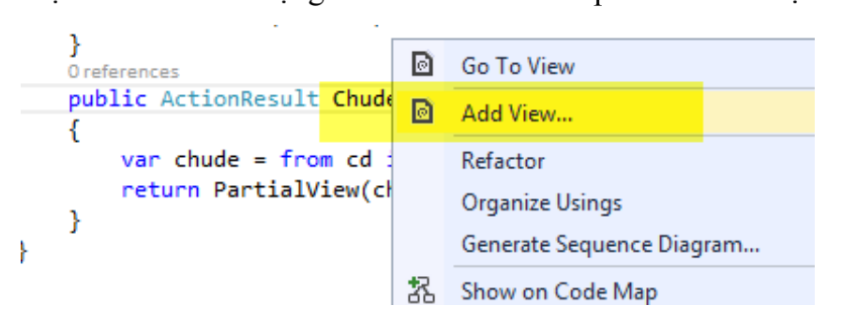 }
0 references
public ActionResult Chude
{
var chude = from cd
return PartialView(
}
}
Go To View
Add View...
Refactor
Organize Usings
Generate Sequence Diagram...
Show on Code Map